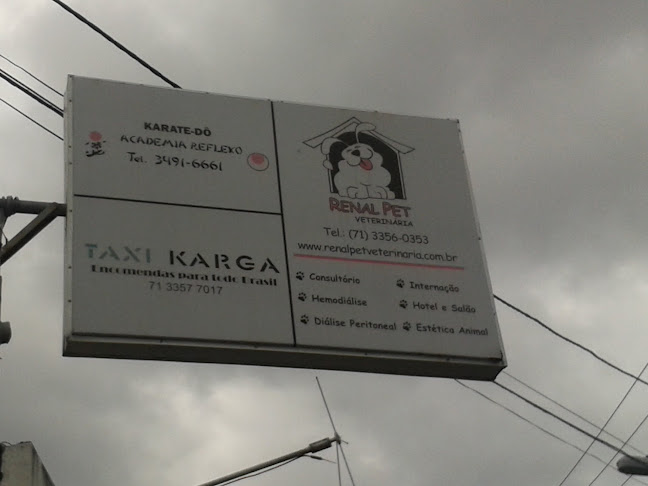 KARATE-DÔ
ACADEMIA REFLEXO
Tel. 3491-6661
TAXI KARGA
Encomendas para todo Brasil
71 3357 7017
RENAL PET
VETERINÁRIA
Tel.: (71) 3356-0353
www.renalpetveterinaria.com.br
Consultório
Hemodiálise
Diálise Peritoneal
Internação
Hotel e Salão
Estética Animal